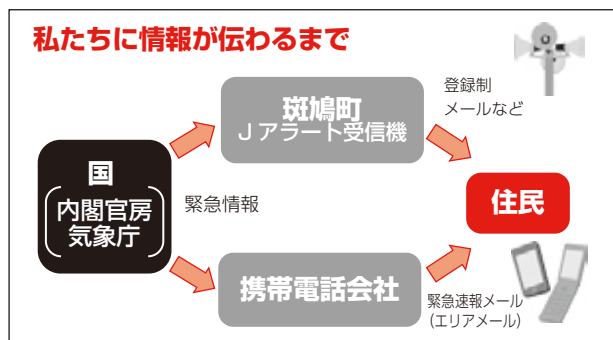 私たちに情報が伝わるまで
斑鳩町
Jアラート受信機
登録制
メールなど
国
内閣官房
気象庁
緊急情報
住民
携帯電話会社
緊急速報メール
(エリアメール)